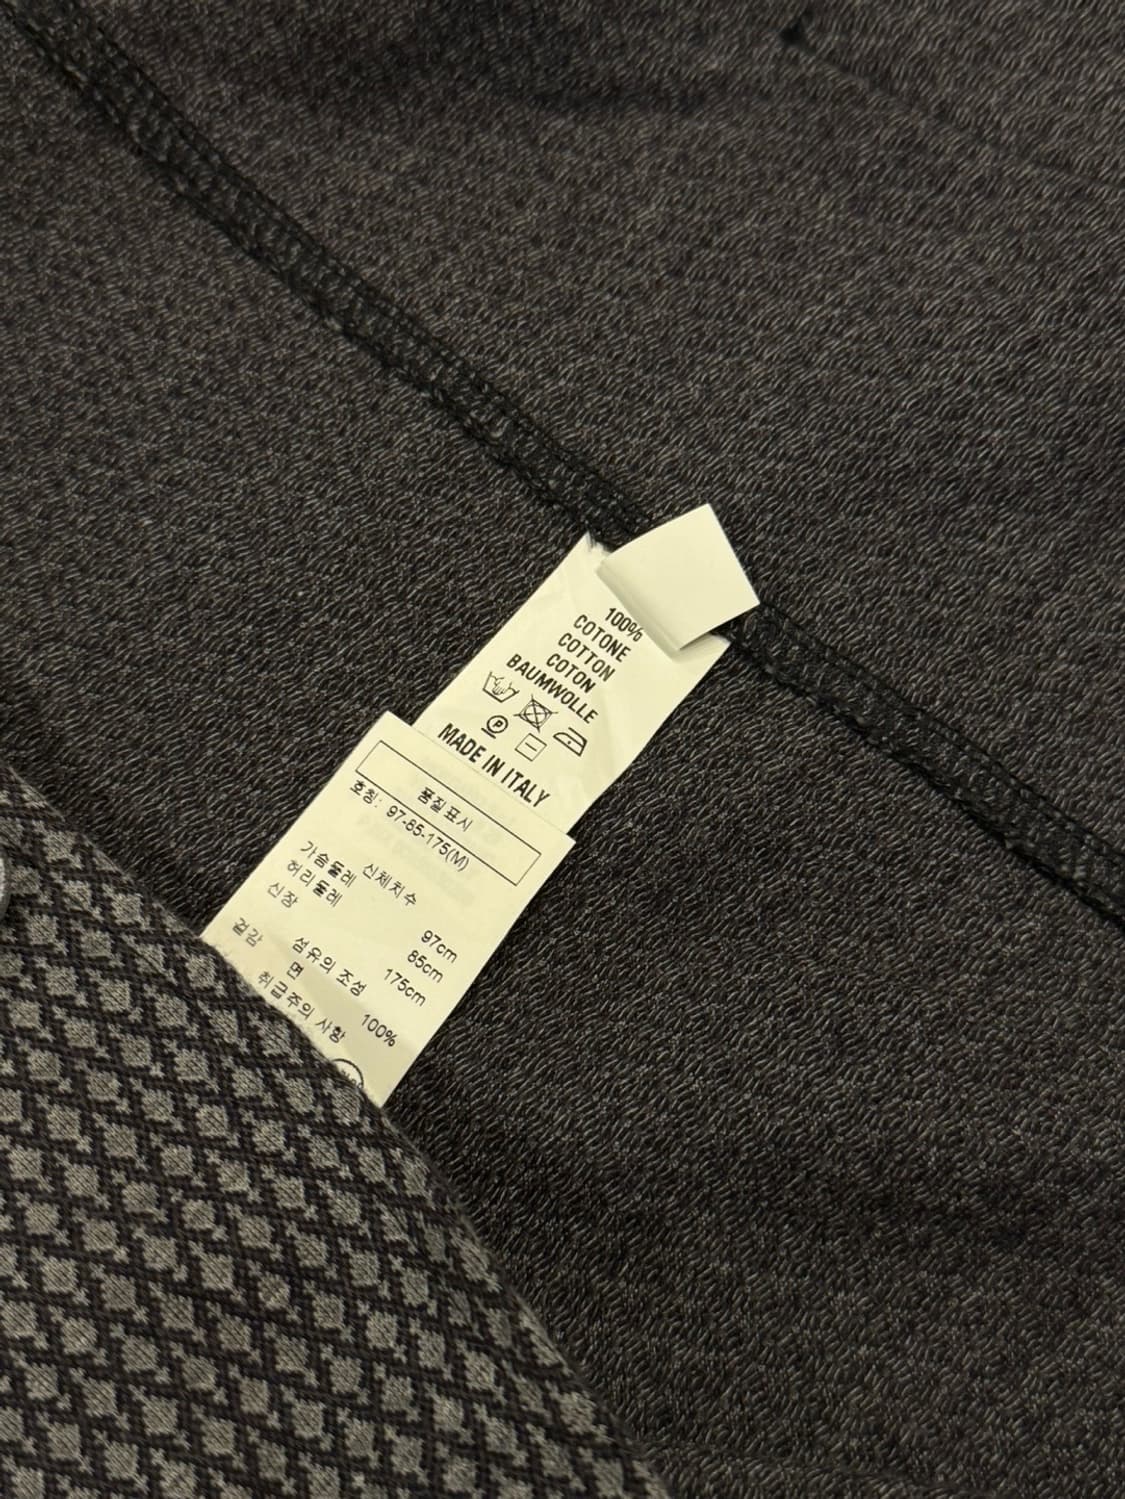 100%
COTONE
COTTON
COTON
BAUMWOLLE
P
MADE IN ITALY
품질표시
호칭: 97-85-175(M)
신체치수
가슴둘레 97cm
허리둘레 85cm
신장 175cm
섬유의 조성
겉감 면 100%
취급주의 사항